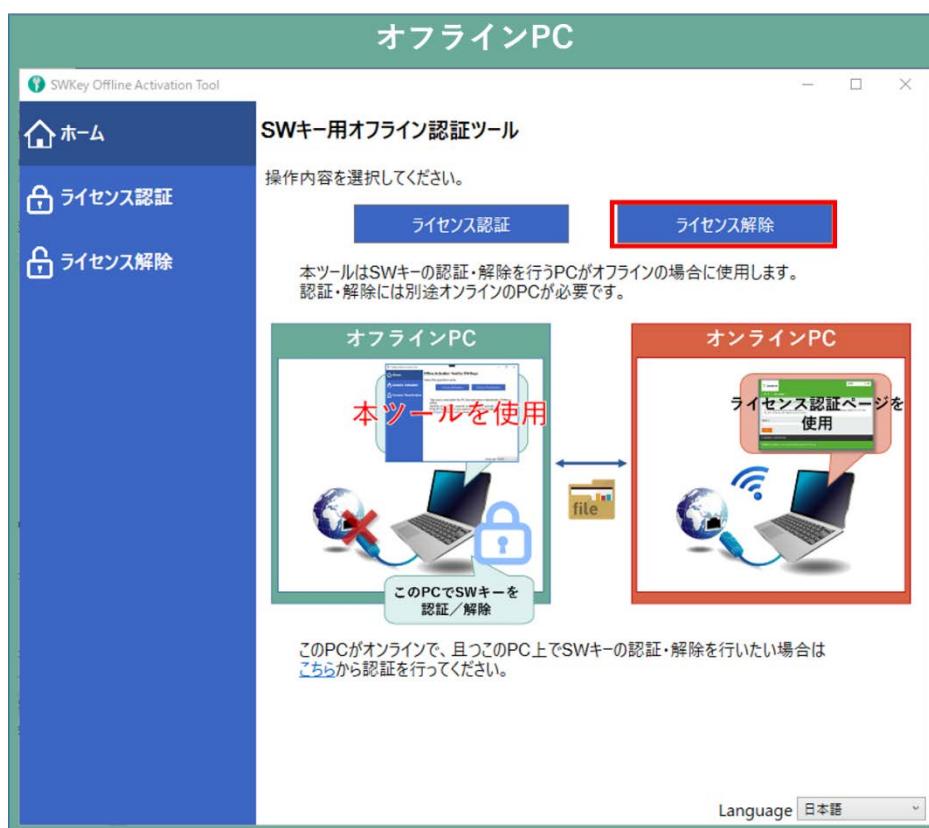 オフラインPC
SWKey Offline Activation Tool
ホーム
ライセンス認証
ライセンス解除
SWキー用オフライン認証ツール
操作内容を選択してください。
ライセンス認証
ライセンス解除
本ツールはSWキーの認証・解除を行うPCがオフラインの場合に使用します。
認証・解除には別途オンラインのPCが必要です。
オフラインPC
本ツールを使用
このPCでSWキーを
認証／解除
file
オンラインPC
ライセンス認証ページを
使用
このPCがオンラインで、且つこのPC上でSWキーの認証・解除を行いたい場合は
こちらから認証を行ってください。
Language 日本語